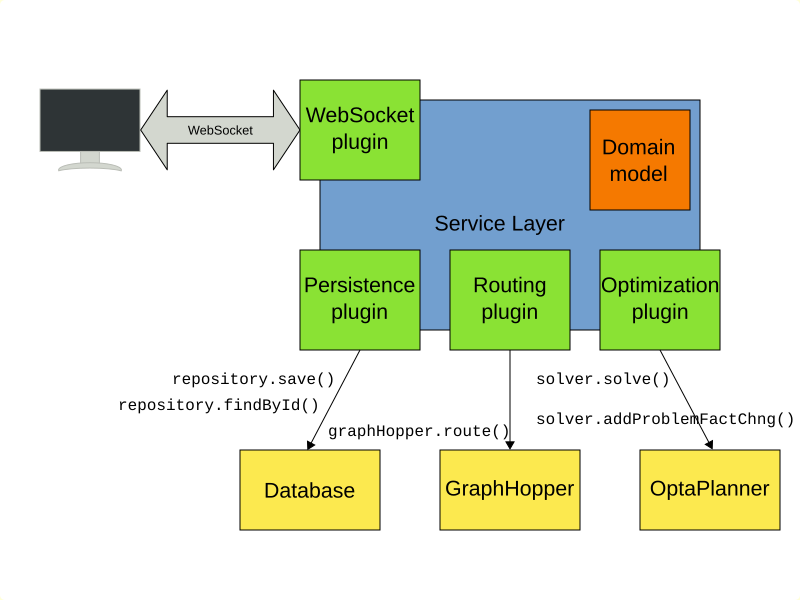 WebSocket
WebSocket
plugin
Domain
model
Service Layer
Persistence
plugin
Routing
plugin
Optimization
plugin
repository.save()
repository.findById()
graphHopper.route()
solver.solve()
solver.addProblemFactChng()
Database
GraphHopper
OptaPlanner